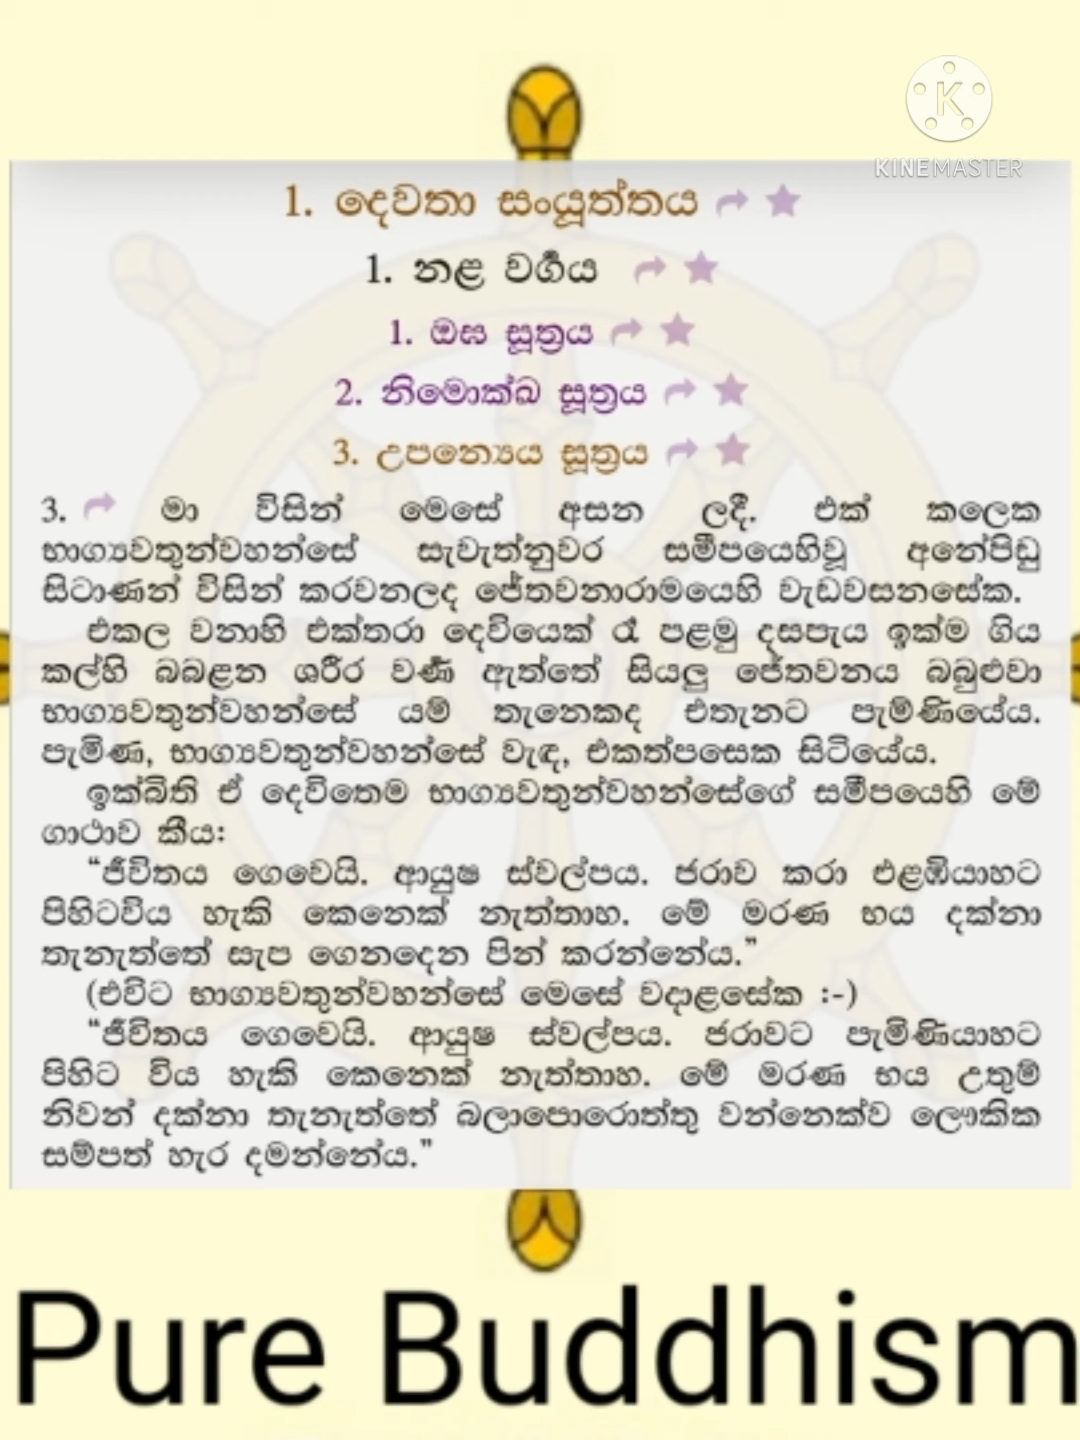 KINEMASTER
1. දෙවතා සංයූත්තය
1. නළ වර්‍ගය
1. ඔඝ සූත්‍රය
2. නිමොක්ඛ සූත්‍රය
3. උපන්‍යෙය සූත්‍රය
3. මා විසින් මෙසේ අසන ලදී. එක් කලෙක
භාග්‍යවතුන්වහන්සේ සැවැත්නුවර සමීපයෙහිවූ අනේපිඩු
සිටාණන් විසින් කරවනලද ජේතවනාරාමයෙහි වැඩවසනසේක.
එකල වනාහි එක්තරා දෙවියෙක් රෑ පළමු දසපැය ඉක්ම ගිය
කල්හි බබළන ශරීර වර්‍ණ ඇත්තේ සියලු ජේතවනය බබුළුවා
භාග්‍යවතුන්වහන්සේ යම් තැනෙකද එතැනට පැමිණියේය.
පැමිණ, භාග්‍යවතුන්වහන්සේ වැඳ, එකත්පසෙක සිටියේය.
ඉක්බිති ඒ දෙවිතෙම භාග්‍යවතුන්වහන්සේගේ සමීපයෙහි මේ
ගාථාව කීය:
“ජීවිතය ගෙවෙයි. ආයුෂ ස්වල්පය. ජරාව කරා එළඹියාහට
පිහිටවිය හැකි කෙනෙක් නැත්තාහ. මේ මරණ භය දක්නා
තැනැත්තේ සැප ගෙනදෙන පින් කරන්නේය.”
(එවිට භාග්‍යවතුන්වහන්සේ මෙසේ වදාළසේක :-)
“ජීවිතය ගෙවෙයි. ආයුෂ ස්වල්පය. ජරාවට පැමිණියාහට
පිහිට විය හැකි කෙනෙක් නැත්තාහ. මේ මරණ භය උතුම්
නිවන් දක්නා තැනැත්තේ බලාපොරොත්තු වන්නෙක්ව ලෞකික
සම්පත් හැර දමන්නේය.”
Pure Buddhism